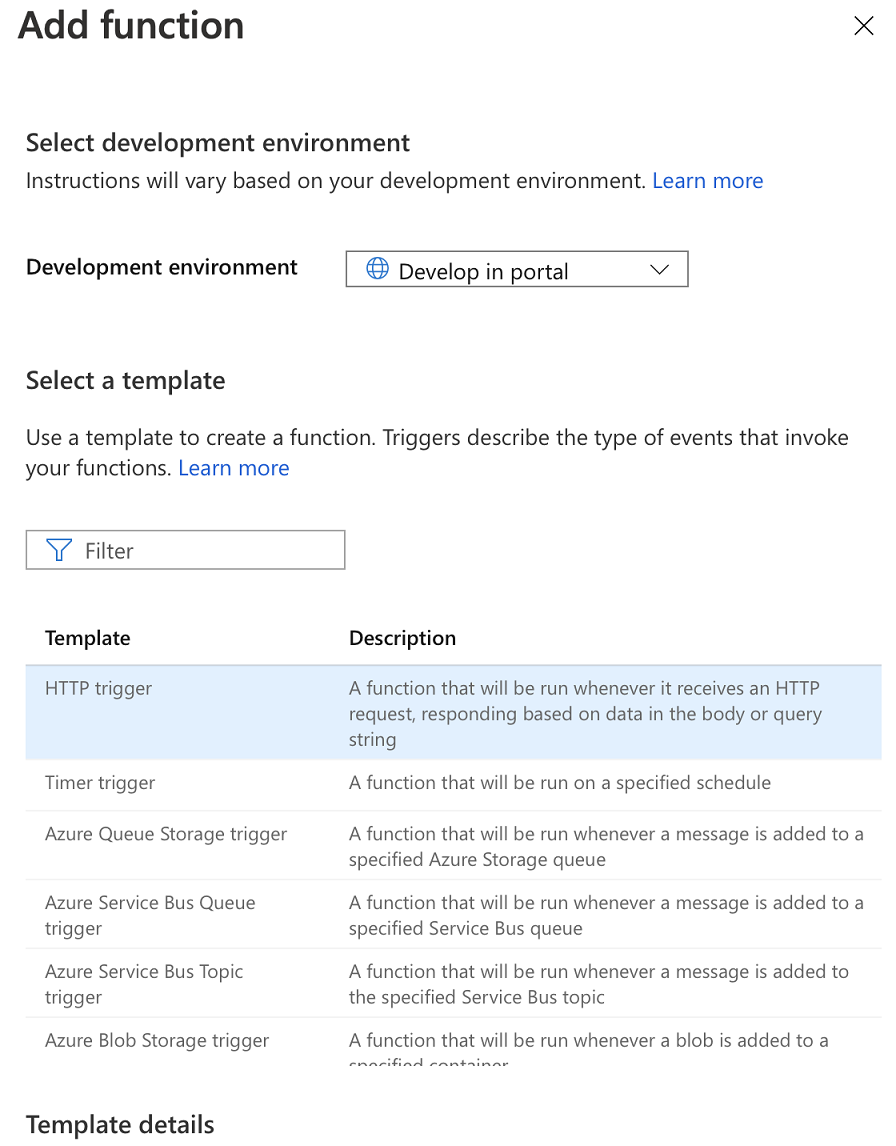 Add function
Select development environment
Instructions will vary based on your development environment. Learn more
Development environment
Develop in portal
Select a template
Use a template to create a function. Triggers describe the type of events that invoke
your functions. Learn more
Filter
Template Description
HTTP trigger A function that will be run whenever it receives an HTTP
request, responding based on data in the body or query
string
Timer trigger A function that will be run on a specified schedule
Azure Queue Storage trigger A function that will be run whenever a message is added to a
specified Azure Storage queue
Azure Service Bus Queue A function that will be run whenever a message is added to a
trigger specified Service Bus queue
Azure Service Bus Topic A function that will be run whenever a message is added to
trigger the specified Service Bus topic
Azure Blob Storage trigger A function that will be run whenever a blob is added to a
specified container
Template details